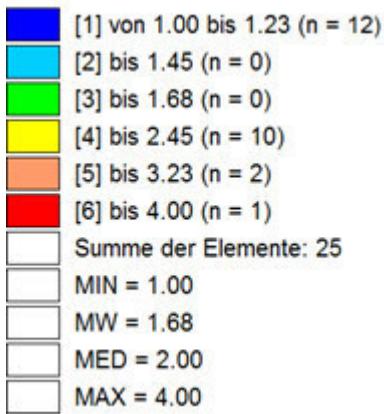 [1] von 1.00 bis 1.23 (n = 12)
[2] bis 1.45 (n = 0)
[3] bis 1.68 (n = 0)
[4] bis 2.45 (n = 10)
[5] bis 3.23 (n = 2)
[6] bis 4.00 (n = 1)
Summe der Elemente: 25
MIN = 1.00
MW = 1.68
MED = 2.00
MAX = 4.00